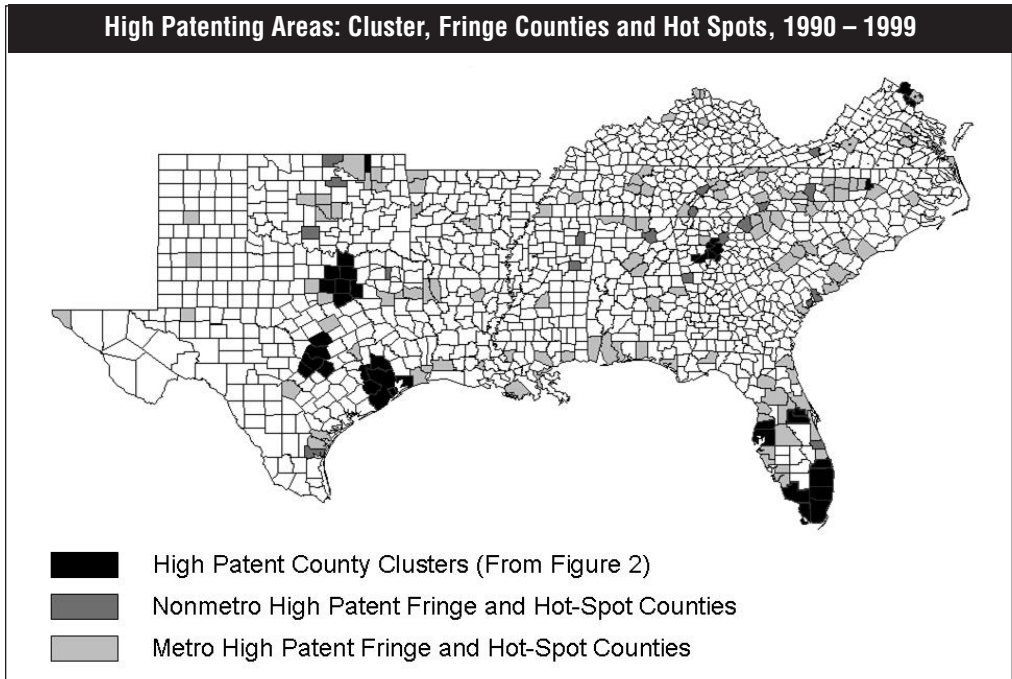 High Patenting Areas: Cluster, Fringe Counties and Hot Spots, 1990 – 1999
High Patent County Clusters (From Figure 2)
Nonmetro High Patent Fringe and Hot-Spot Counties
Metro High Patent Fringe and Hot-Spot Counties